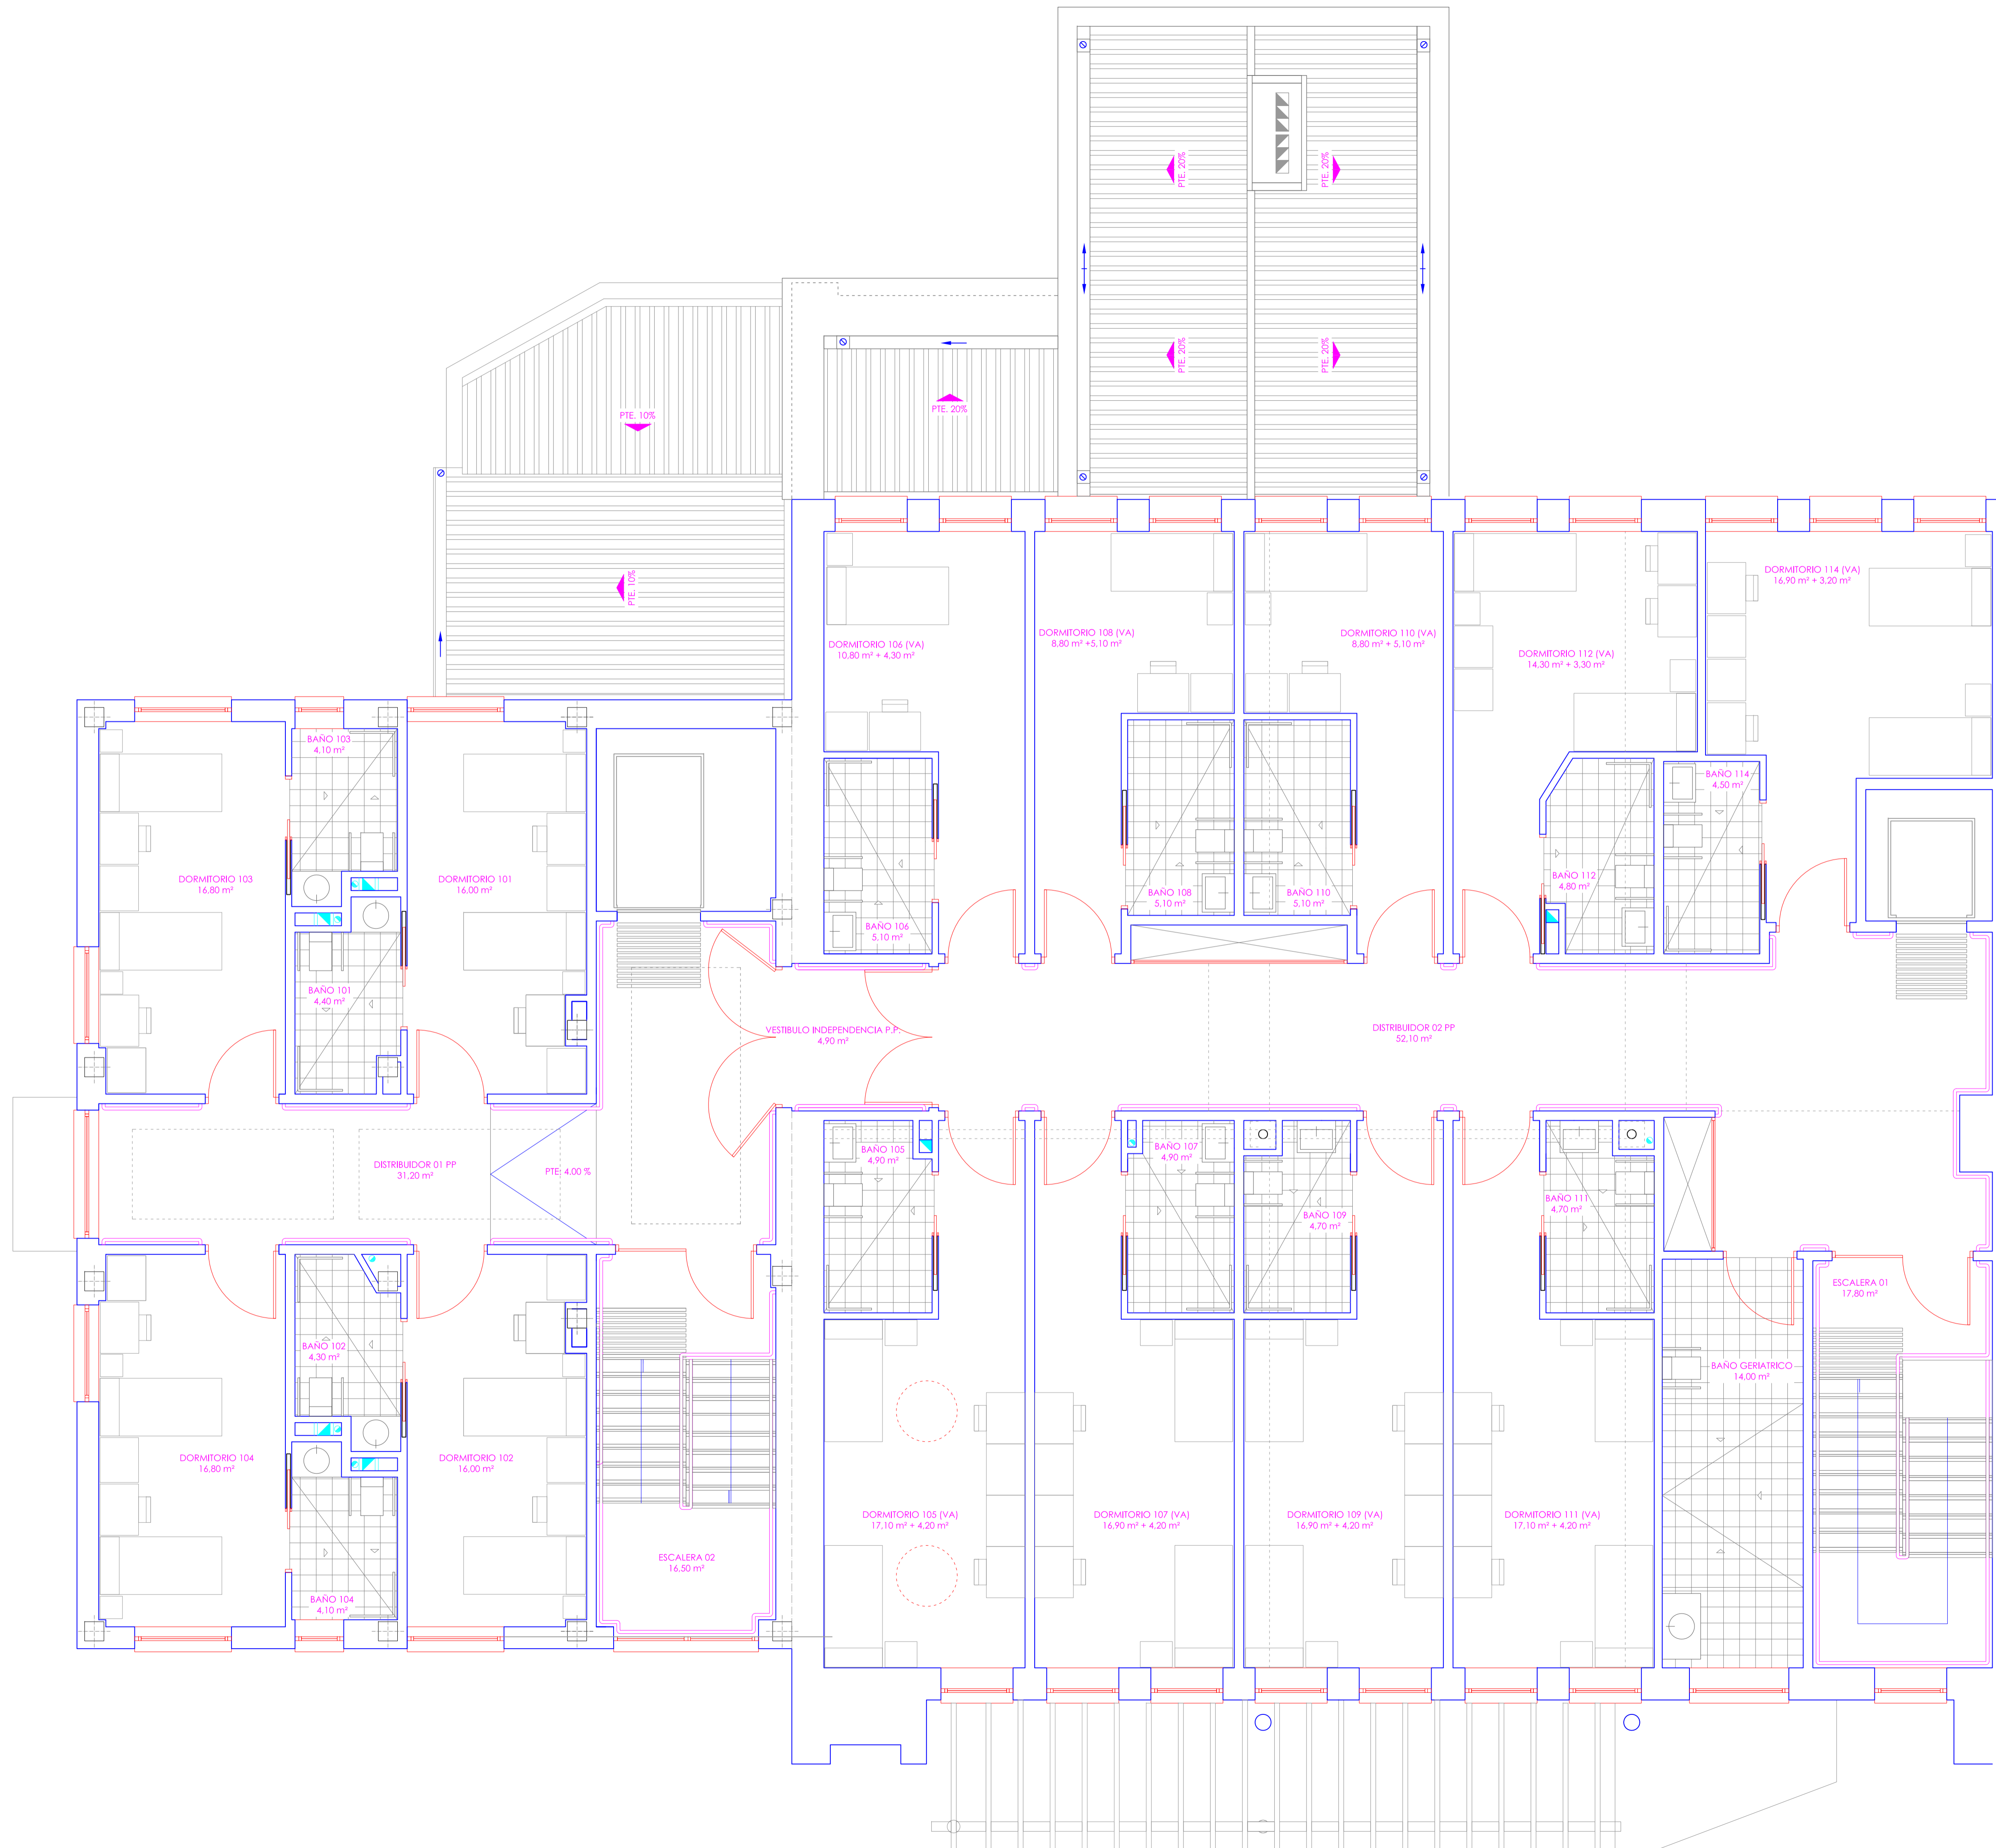 PTE. 20%
PTE. 20%
PTE. 20%
PTE. 20%
PTE. 10%
PTE. 20%
PTE. 10%
DORMITORIO 114 (VA)
16,90 m² + 3,20 m²
DORMITORIO 106 (VA)
10,80 m² + 4,30 m²
DORMITORIO 108 (VA)
8,80 m² +5,10 m²
DORMITORIO 110 (VA)
8,80 m² + 5,10 m²
DORMITORIO 112 (VA)
14,30 m² + 3,30 m²
BAÑO 103
4,10 m²
BAÑO 114
4,50 m²
DORMITORIO 103
16,80 m²
DORMITORIO 101
16,00 m²
BAÑO 112
4,80 m²
BAÑO 108
5,10 m²
BAÑO 110
5,10 m²
BAÑO 106
5,10 m²
BAÑO 101
4,40 m²
VESTIBULO INDEPENDENCIA P.P.
4,90 m²
DISTRIBUIDOR 02 PP
52,10 m²
BAÑO 105
4,90 m²
BAÑO 107
4,90 m²
DISTRIBUIDOR 01 PP
31,20 m²
PTE: 4,00 %
BAÑO 111
4,70 m²
BAÑO 109
4,70 m²
ESCALERA 01
17,80 m²
BAÑO 102
4,30 m²
BAÑO GERIATRICO
14,00 m²
DORMITORIO 104
16,80 m²
DORMITORIO 102
16,00 m²
DORMITORIO 105 (VA)
17,10 m² + 4,20 m²
DORMITORIO 107 (VA)
16,90 m² + 4,20 m²
DORMITORIO 109 (VA)
16,90 m² + 4,20 m²
DORMITORIO 111 (VA)
17,10 m² + 4,20 m²
ESCALERA 02
16,50 m²
BAÑO 104
4,10 m²